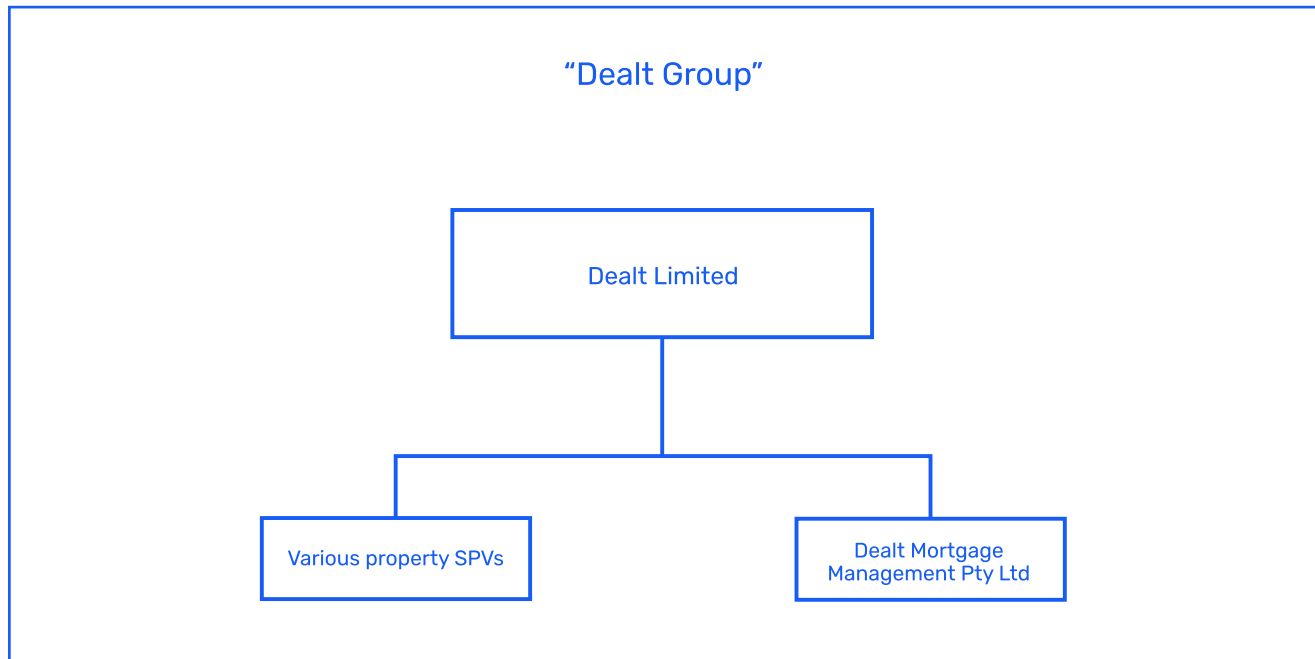 “Dealt Group”
Dealt Limited
Various property SPVs
Dealt Mortgage
Management Pty Ltd